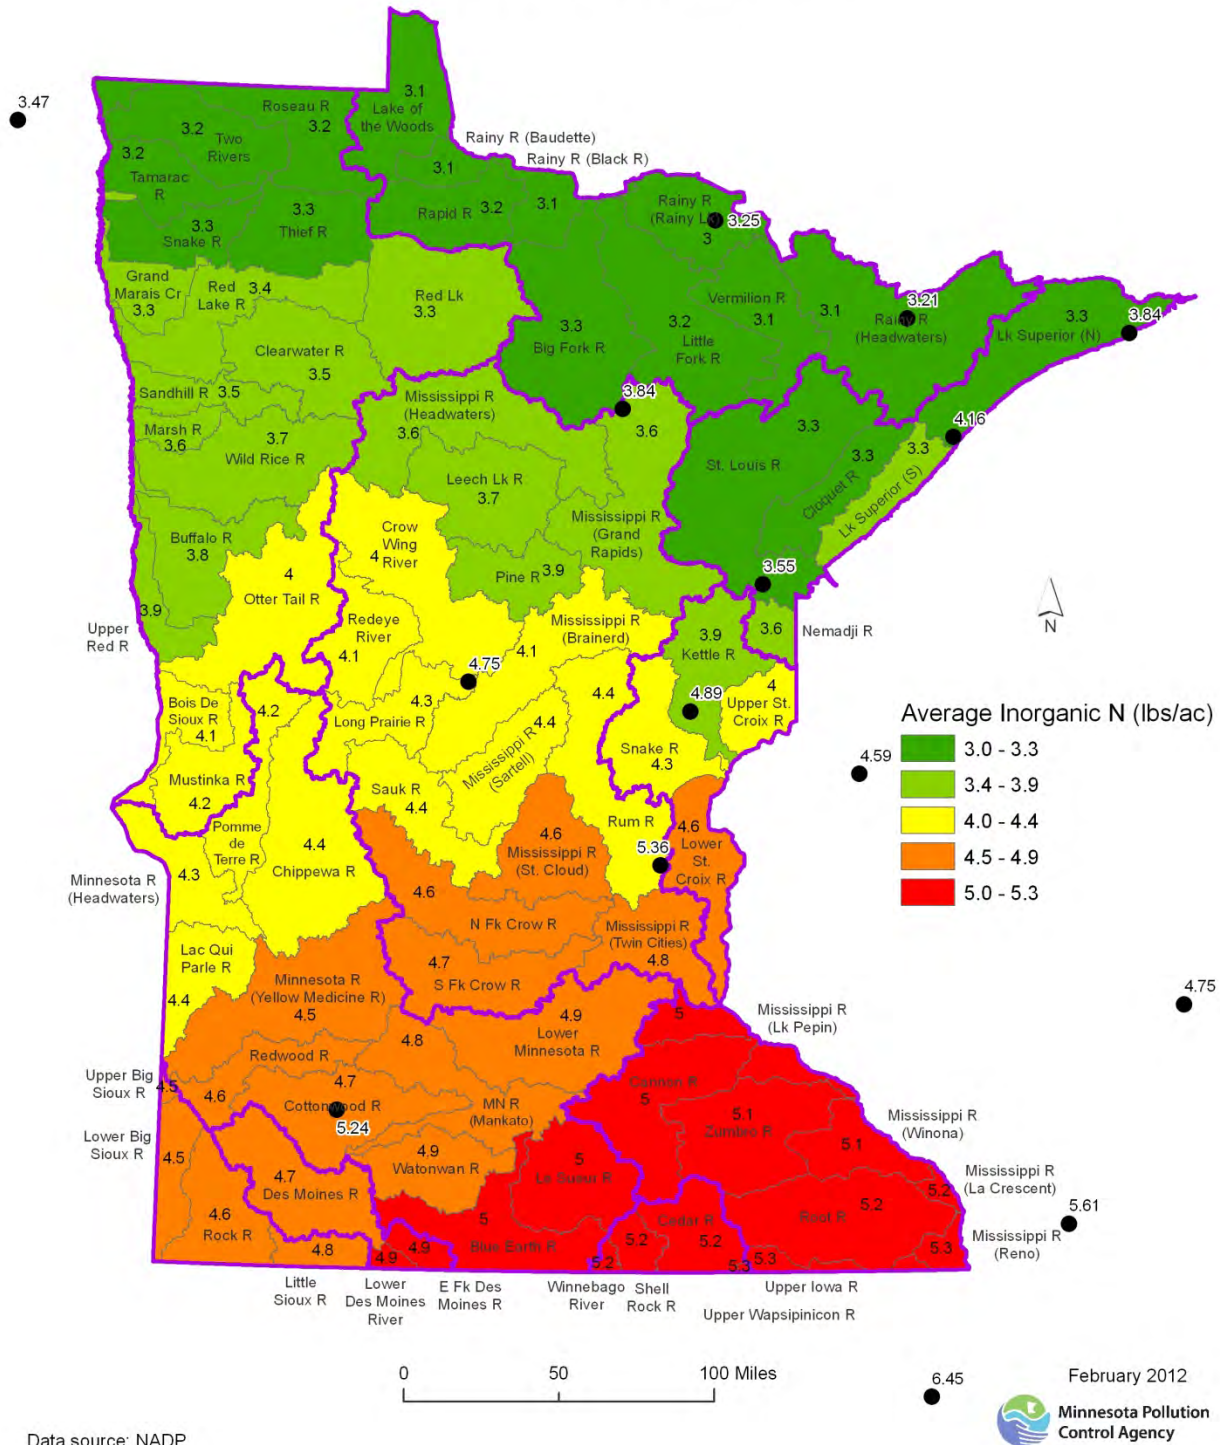 3.47
3.1
Lake of
the Woods
Roseau R
3.2
3.2
Two
Rivers
3.2
Tamarac
R
Rainy R (Baudette)
Rainy R (Black R)
3.1
Rapid R
3.2
3.1
Rainy R
(Rainy Lk)
3.25
3
3.3
Snake R
3.3
Thief R
Grand
Marais Cr
3.3
Red
Lake R
3.4
Red Lk
3.3
Vermilion R
3.1
3.1
3.21
Rainy R
(Headwaters)
3.3
Lk Superior (N)
3.84
3.3
Big Fork R
3.2
Little
Fork R
Clearwater R
3.5
Sandhill R
3.5
Mississippi R
(Headwaters)
3.6
3.84
3.6
3.3
4.16
Marsh R
3.6
3.7
Wild Rice R
Leech Lk R
3.7
St. Louis R
3.3
Cloquet R
3.3
Lk Superior (S)
Mississippi R
(Grand
Rapids)
Buffalo R
3.8
Crow
Wing
River
4
4
Otter Tail R
Pine R
3.9
3.55
3.9
Upper
Red R
Redeye
River
4.1
Mississippi R
(Brainerd)
4.1
3.9
Kettle R
3.6
Nemadji R
N
4.75
4.89
4
Upper St.
Croix R
Bois De
Sioux R
4.1
4.2
4.3
Long Prairie R
4.4
4.4
Mississippi R
(Sartell)
Snake R
4.3
Average Inorganic N (lbs/ac)
3.0 - 3.3
3.4 - 3.9
4.0 - 4.4
4.5 - 4.9
5.0 - 5.3
4.59
Mustinka R
4.2
Sauk R
4.4
Pomme
de
Terre R
4.4
Chippewa R
4.6
Mississippi R
(St. Cloud)
Rum R
5.36
4.6
Lower
St.
Croix R
Minnesota R
(Headwaters)
4.3
4.6
N Fk Crow R
Mississippi R
(Twin Cities)
4.8
Lac Qui
Parle R
4.4
4.7
S Fk Crow R
Minnesota R
(Yellow Medicine R)
4.5
4.9
Lower
Minnesota R
5
Mississippi R
(Lk Pepin)
4.75
Redwood R
4.8
Upper Big
Sioux R
4.5
4.6
4.7
Cottonwood R
5.24
MN R
(Mankato)
Cannon R
5
5.1
Zumbro R
Mississippi R
(Winona)
5.1
Lower Big
Sioux R
4.5
4.9
Watonwan R
5
Le Sueur R
Mississippi R
(La Crescent)
5.2
4.7
Des Moines R
4.6
Rock R
5
Blue Earth R
Cedar R
5.2
5.2
Root R
5.2
5.61
Mississippi R
(Reno)
5.3
4.8
4.9
4.9
5.2
5.3
5.3
Little
Sioux R
Lower
Des Moines
River
E Fk Des
Moines R
Winnebago
River
Shell
Rock R
Upper Iowa R
Upper Wapsipinicon R
0
50
100 Miles
6.45
February 2012
Minnesota Pollution
Control Agency
Data source: NADP